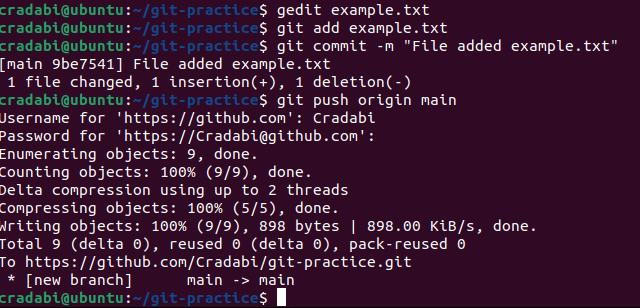 cradabi@ubuntu:~/git-practice$ gedit example.txt
cradabi@ubuntu:~/git-practice$ git add example.txt
cradabi@ubuntu:~/git-practice$ git commit -m "File added example.txt"
[main 9be7541] File added example.txt
 1 file changed, 1 insertion(+), 1 deletion(-)
cradabi@ubuntu:~/git-practice$ git push origin main
Username for 'https://github.com': Cradabi
Password for 'https://Cradabi@github.com':
Enumerating objects: 9, done.
Counting objects: 100% (9/9), done.
Delta compression using up to 2 threads
Compressing objects: 100% (5/5), done.
Writing objects: 100% (9/9), 898 bytes | 898.00 KiB/s, done.
Total 9 (delta 0), reused 0 (delta 0), pack-reused 0
To https://github.com/Cradabi/git-practice.git
 * [new branch]      main -> main
cradabi@ubuntu:~/git-practice$